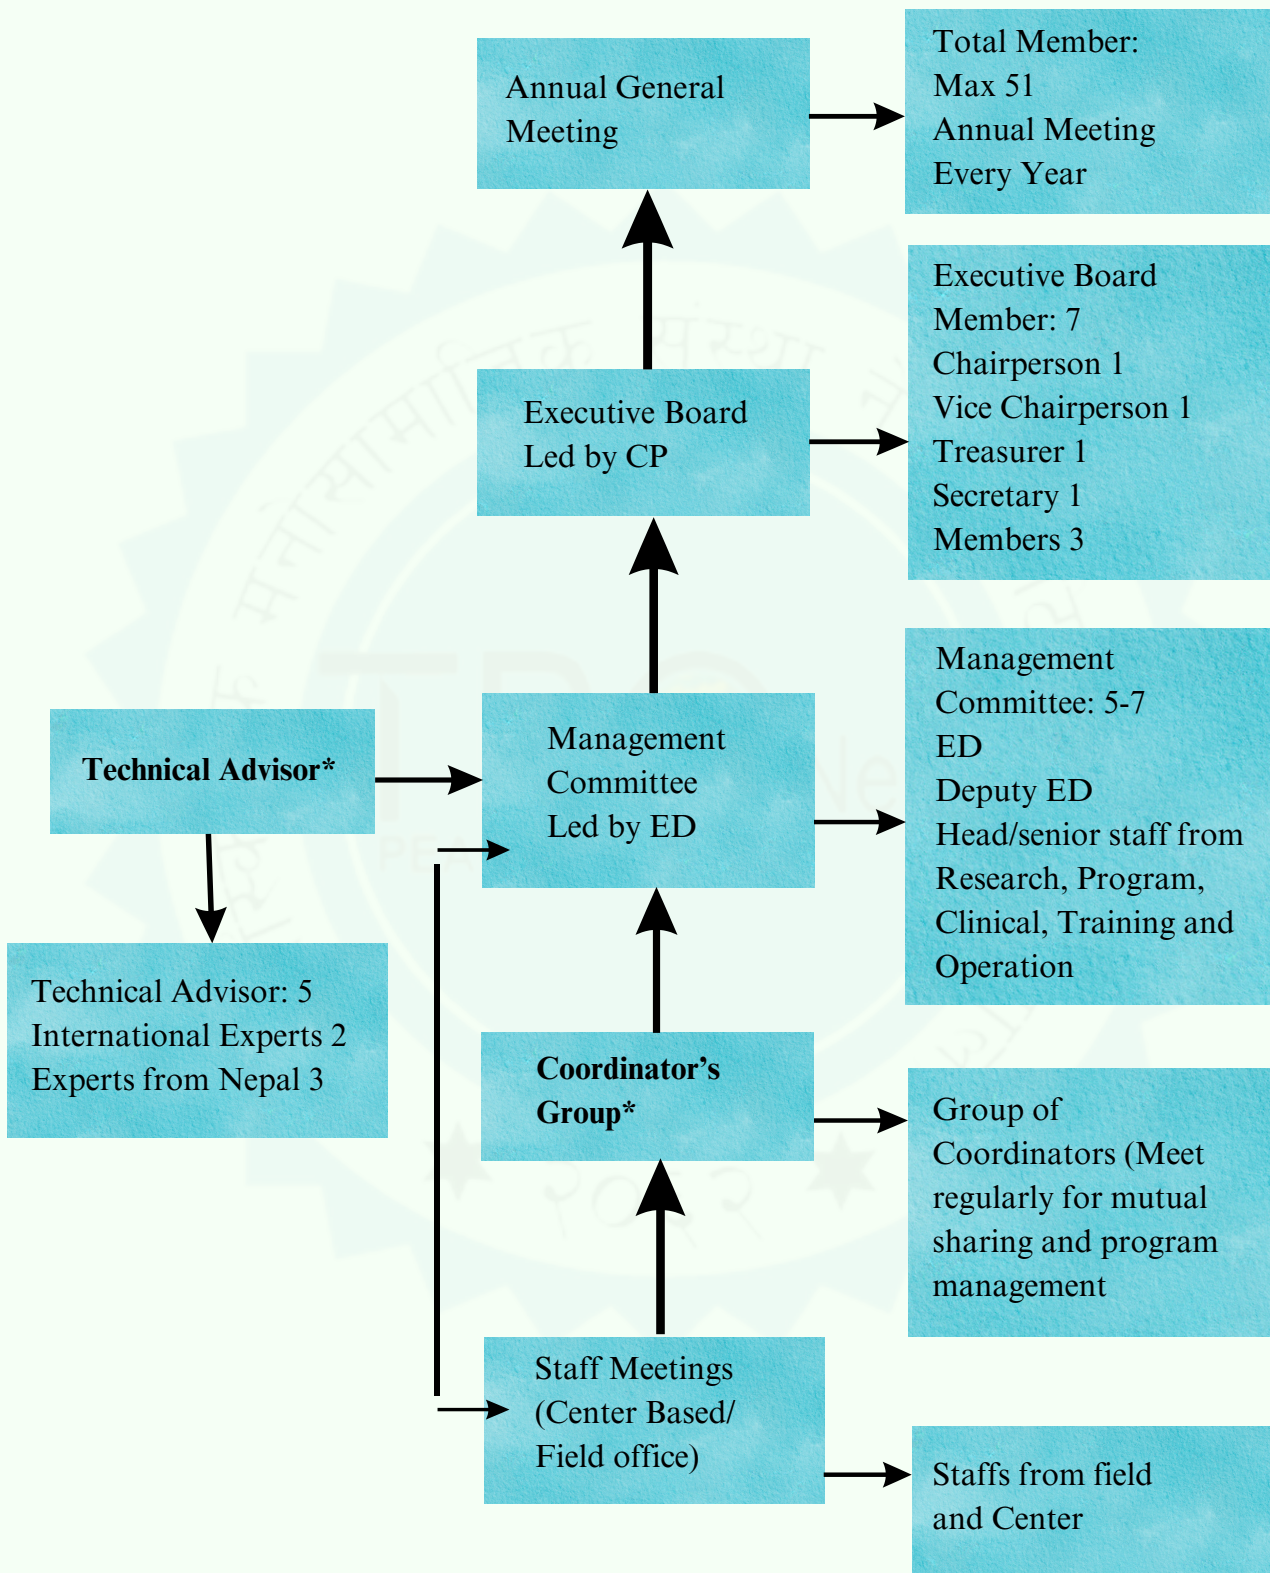 Annual General
Meeting
Total Member:
Max 51
Annual Meeting
Every Year
Executive Board
Led by CP
Executive Board
Member: 7
Chairperson 1
Vice Chairperson 1
Treasurer 1
Secretary 1
Members 3
Technical Advisor*
Management
Committee
Led by ED
Management
Committee: 5-7
ED
Deputy ED
Head/senior staff from
Research, Program,
Clinical, Training and
Operation
Technical Advisor: 5
International Experts 2
Experts from Nepal 3
Coordinator’s
Group*
Group of
Coordinators (Meet
regularly for mutual
sharing and program
management
Staff Meetings
(Center Based/
Field office)
Staffs from field
and Center